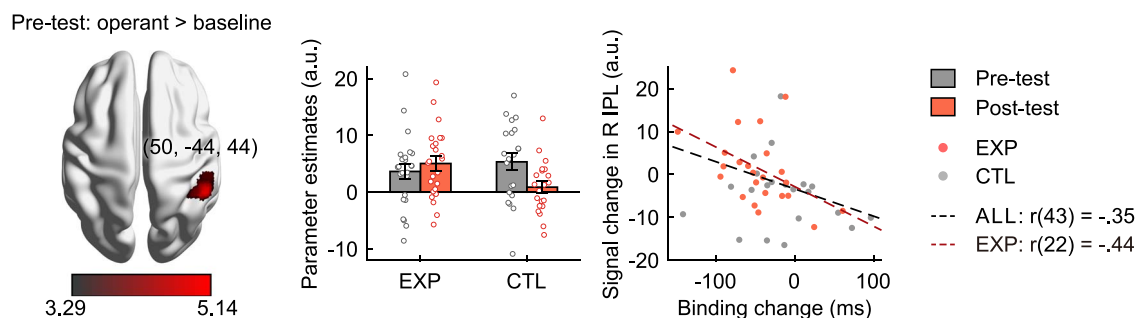 Pre-test: operant > baseline
(50, -44, 44)
3.29
5.14
Parameter estimates (a.u.)
20
10
0
-10
EXP
CTL
Signal change in R IPL (a.u.)
20
10
0
-10
-20
-100
0
100
Binding change (ms)
Pre-test
Post-test
EXP
CTL
ALL: r(43) = -.35
EXP: r(22) = -.44